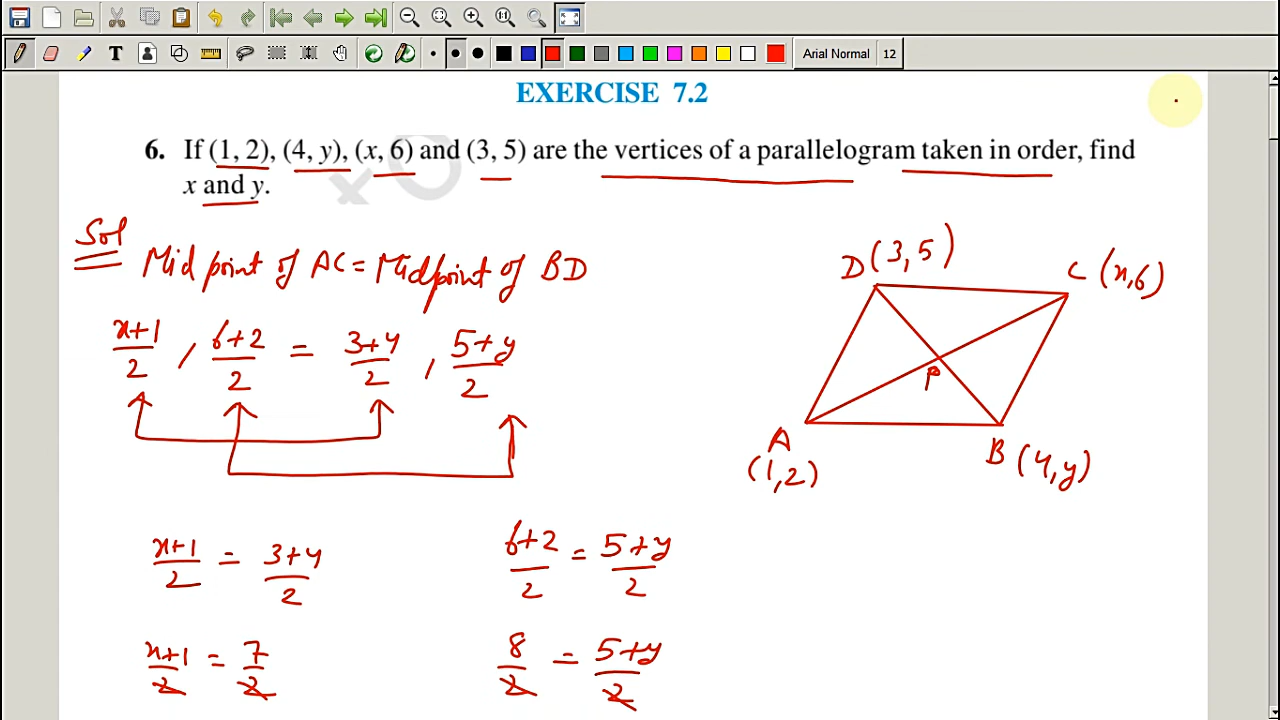 Arial Normal 12
EXERCISE 7.2
6. If (1, 2), (4, y), (x, 6) and (3, 5) are the vertices of a parallelogram taken in order, find
x and y.
Sol
Mid point of AC = Midpoint of BD
x+1/2 , 6+2/2 = 3+4/2 , 5+y/2
D (3,5)
C (x,6)
P
A
(1,2)
B (4,y)
x+1/2 = 3+4/2
6+2/2 = 5+y/2
x+1/2 = 7/2
8/2 = 5+y/2